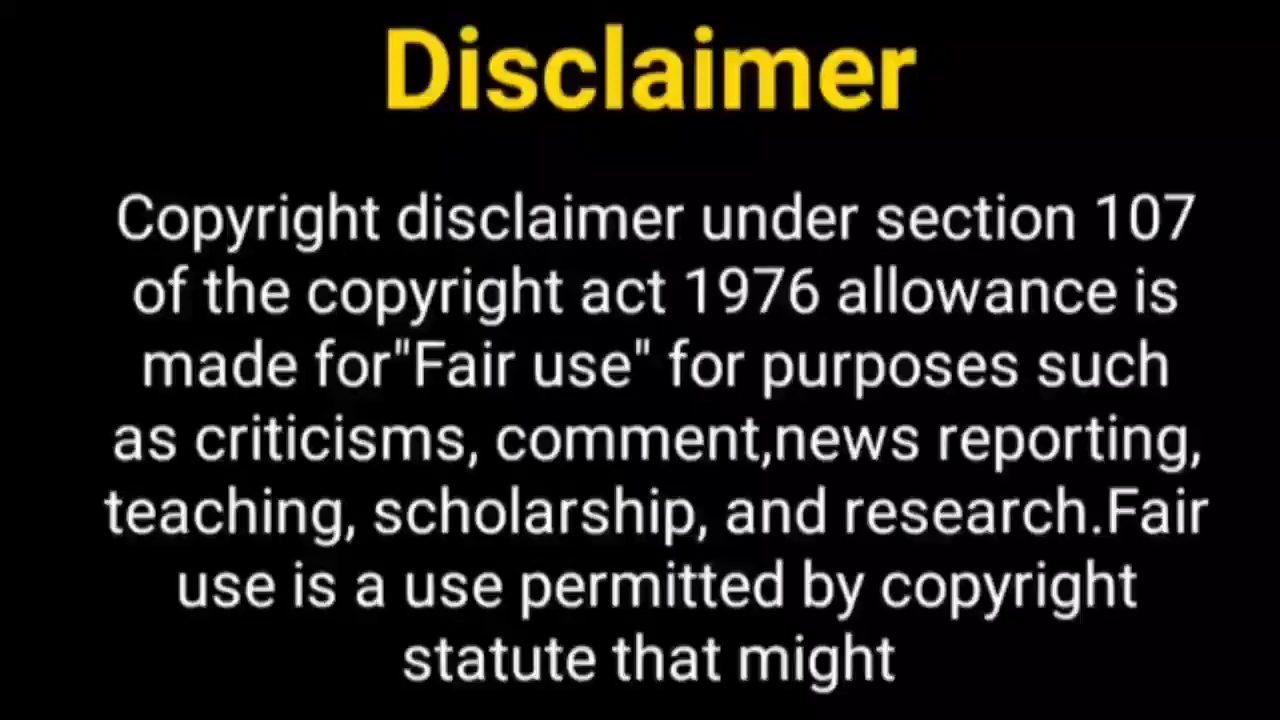 Disclaimer
Copyright disclaimer under section 107
of the copyright act 1976 allowance is
made for"Fair use" for purposes such
as criticisms, comment,news reporting,
teaching, scholarship, and research.Fair
use is a use permitted by copyright
statute that might